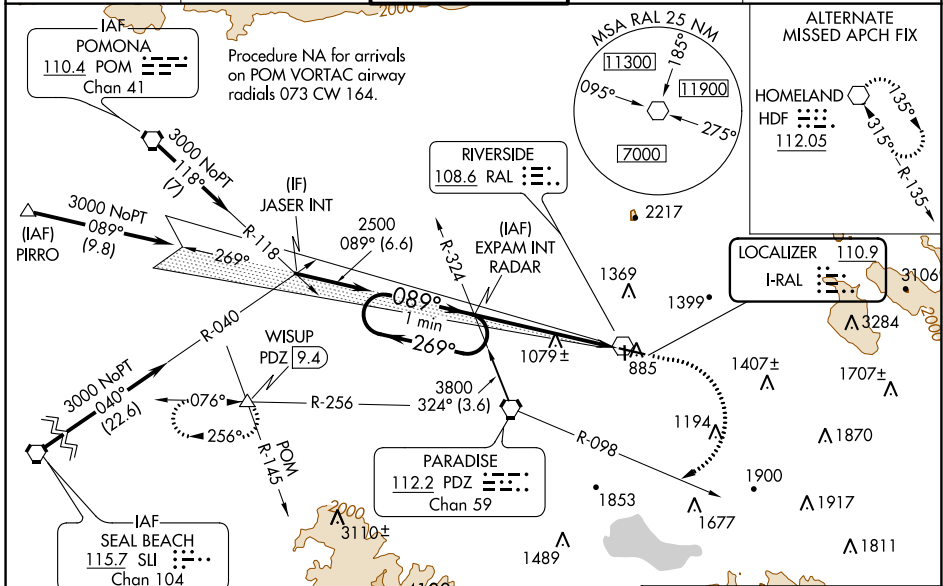 2000
IAF
POMONA
110.4 POM
Chan 41
Procedure NA for arrivals
on POM VORTAC airway
radials 073 CW 164.
MSA RAL 25 NM
11300
185°
11900
095°
275°
7000
ALTERNATE
MISSED APCH FIX
HOMELAND
HDF
112.05
135°
315°
R-135
3000 NoPT
118°
(7)
RIVERSIDE
108.6 RAL
2217
(IF)
JASER INT
2500
089° (6.6)
R-324
(IAF)
EXPAM INT
RADAR
3000 NoPT
089°
(9.8)
(IAF)
PIRRO
R-118
269°
LOCALIZER 110.9
I-RAL
3106
2000
1369
1399
3284
089°
1 min
269°
R-040
WISUP
PDZ 9.4
1079±
885
1407±
1707±
3000 NoPT
040°
(22.6)
076°
256°
R-256
3800
324° (3.6)
1194
R-098
1870
POM
R-145
PARADISE
112.2 PDZ
Chan 59
1853
1900
1677
1917
IAF
SEAL BEACH
115.7 SLI
Chan 104
2000
3110±
1489
1811